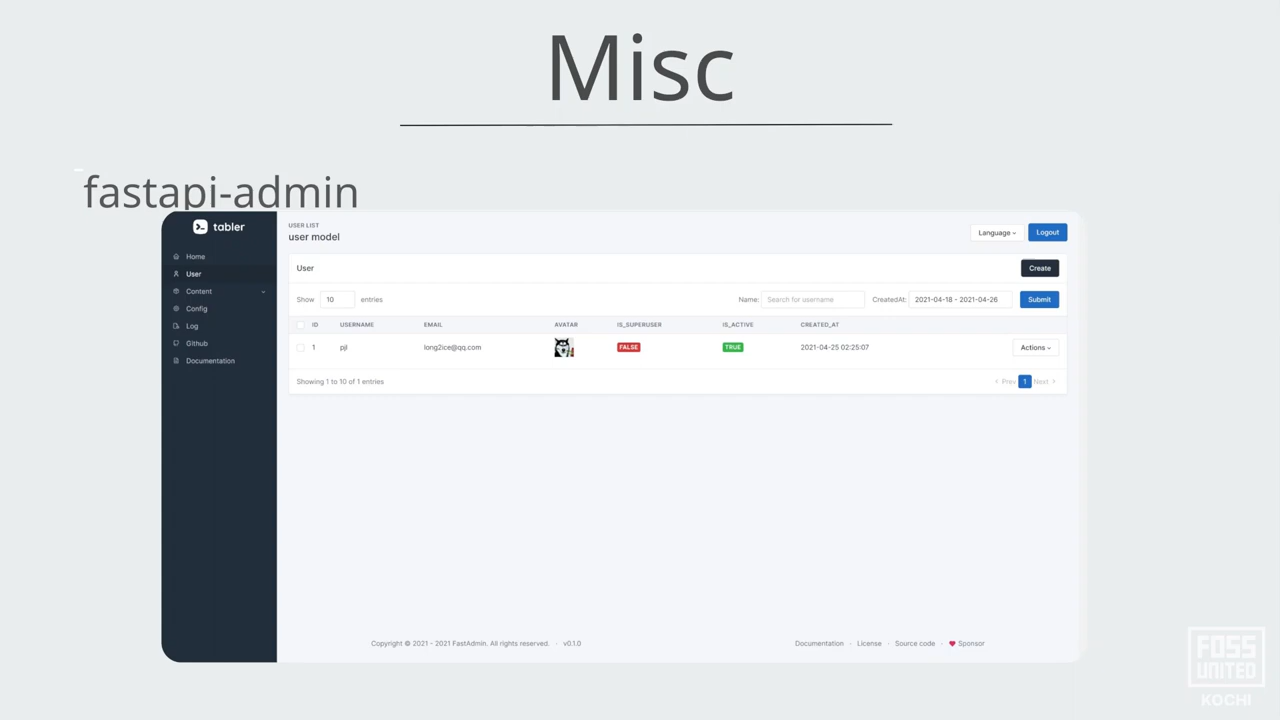 Misc
fastapi-admin
tabler
USER LIST
user model
Language
Logout
Home
User
Content
Config
Log
Github
Documentation
User
Create
Show 10 entries
Name: Search for username CreatedAt: 2021-04-18 - 2021-04-26 Submit
ID USERNAME EMAIL AVATAR IS_SUPERUSER IS_ACTIVE CREATED_AT
1 pjl long2ice@qq.com FALSE TRUE 2021-04-25 02:25:07 Actions
Showing 1 to 10 of 1 entries
Prev 1 Next
Copyright © 2021 - 2021 FastAdmin. All rights reserved. · v0.1.0
Documentation · License · Source code · Sponsor
FOSS
UNITED
KOCHI